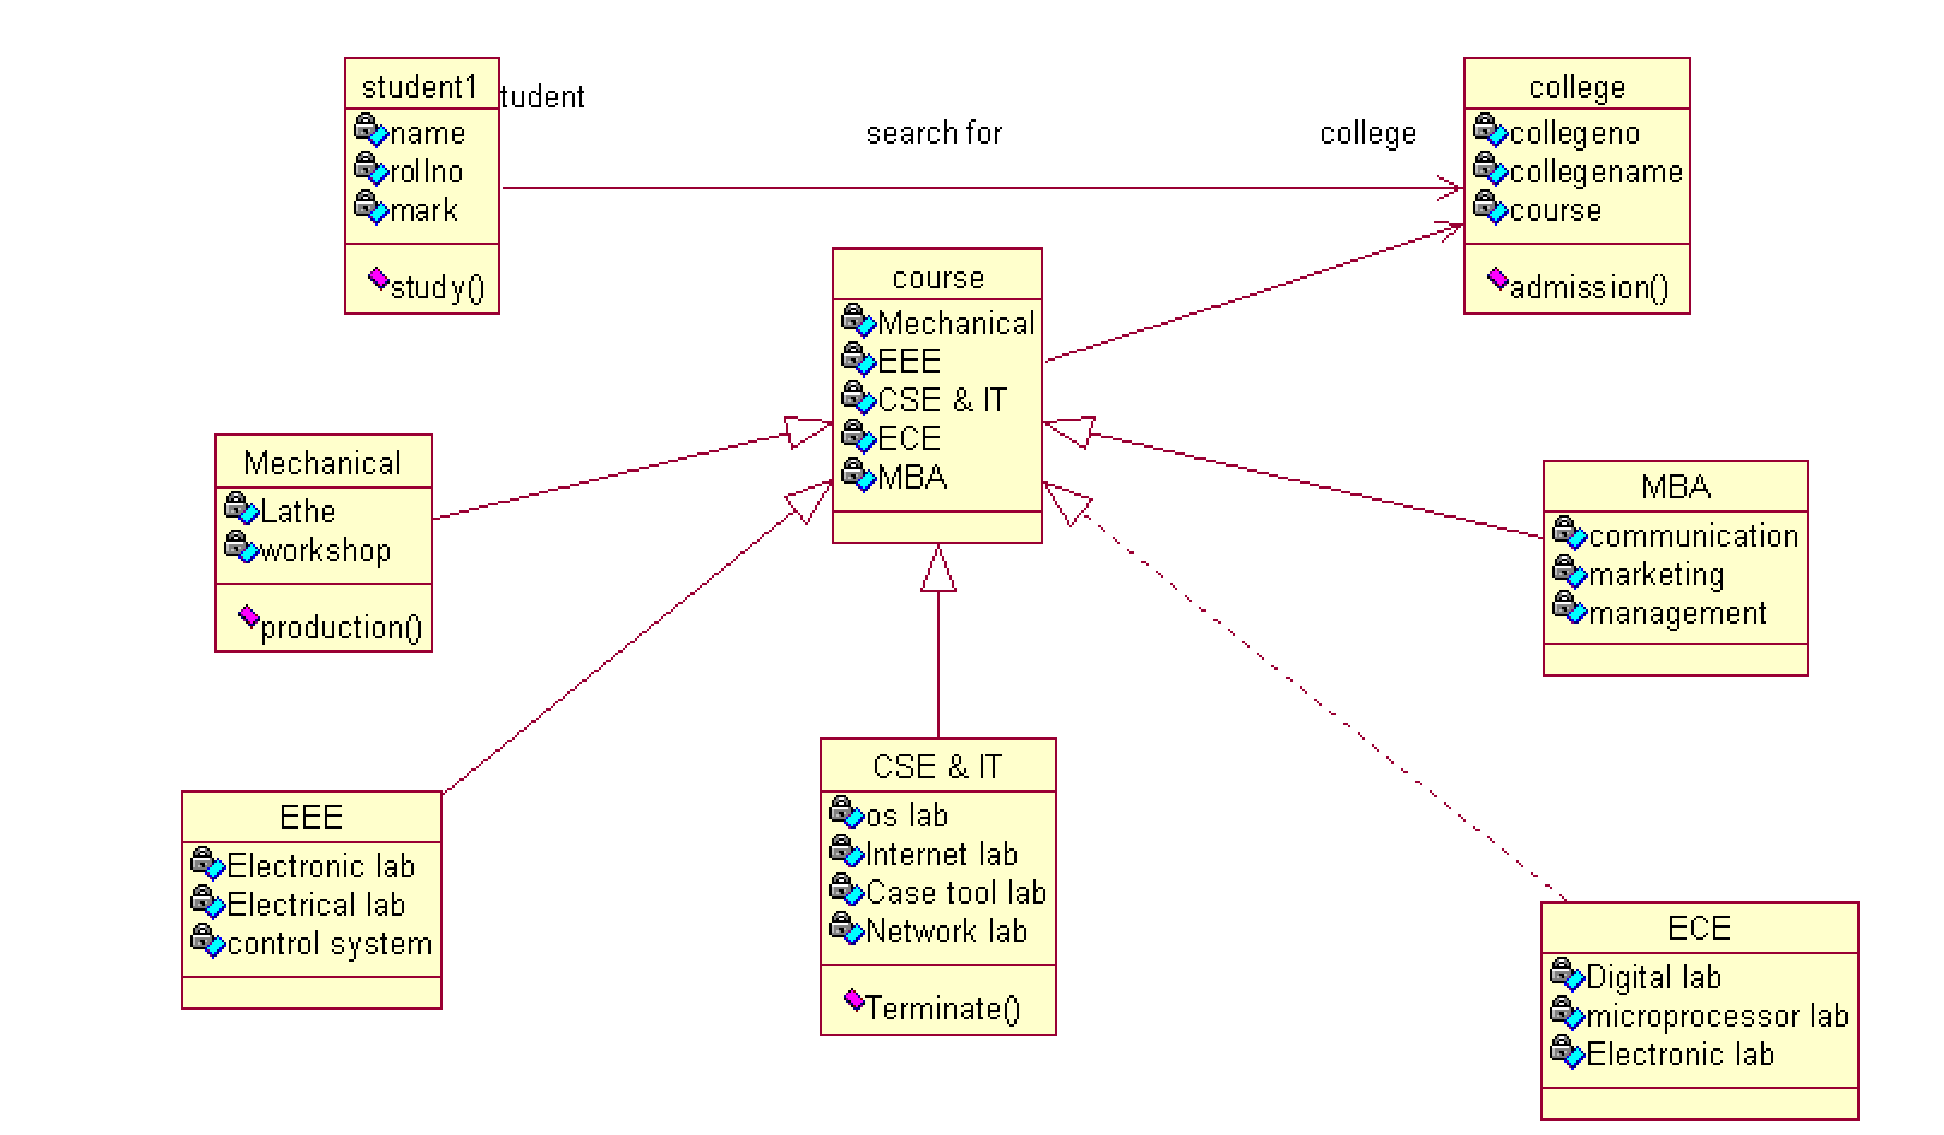 student1
tudent
name
rollno
mark
study()
search for
college
college
collegeno
collegename
course
admission()
course
Mechanical
EEE
CSE & IT
ECE
MBA
Mechanical
Lathe
workshop
production()
MBA
communication
marketing
management
EEE
Electronic lab
Electrical lab
control system
CSE & IT
os lab
Internet lab
Case tool lab
Network lab
Terminate()
ECE
Digital lab
microprocessor lab
Electronic lab